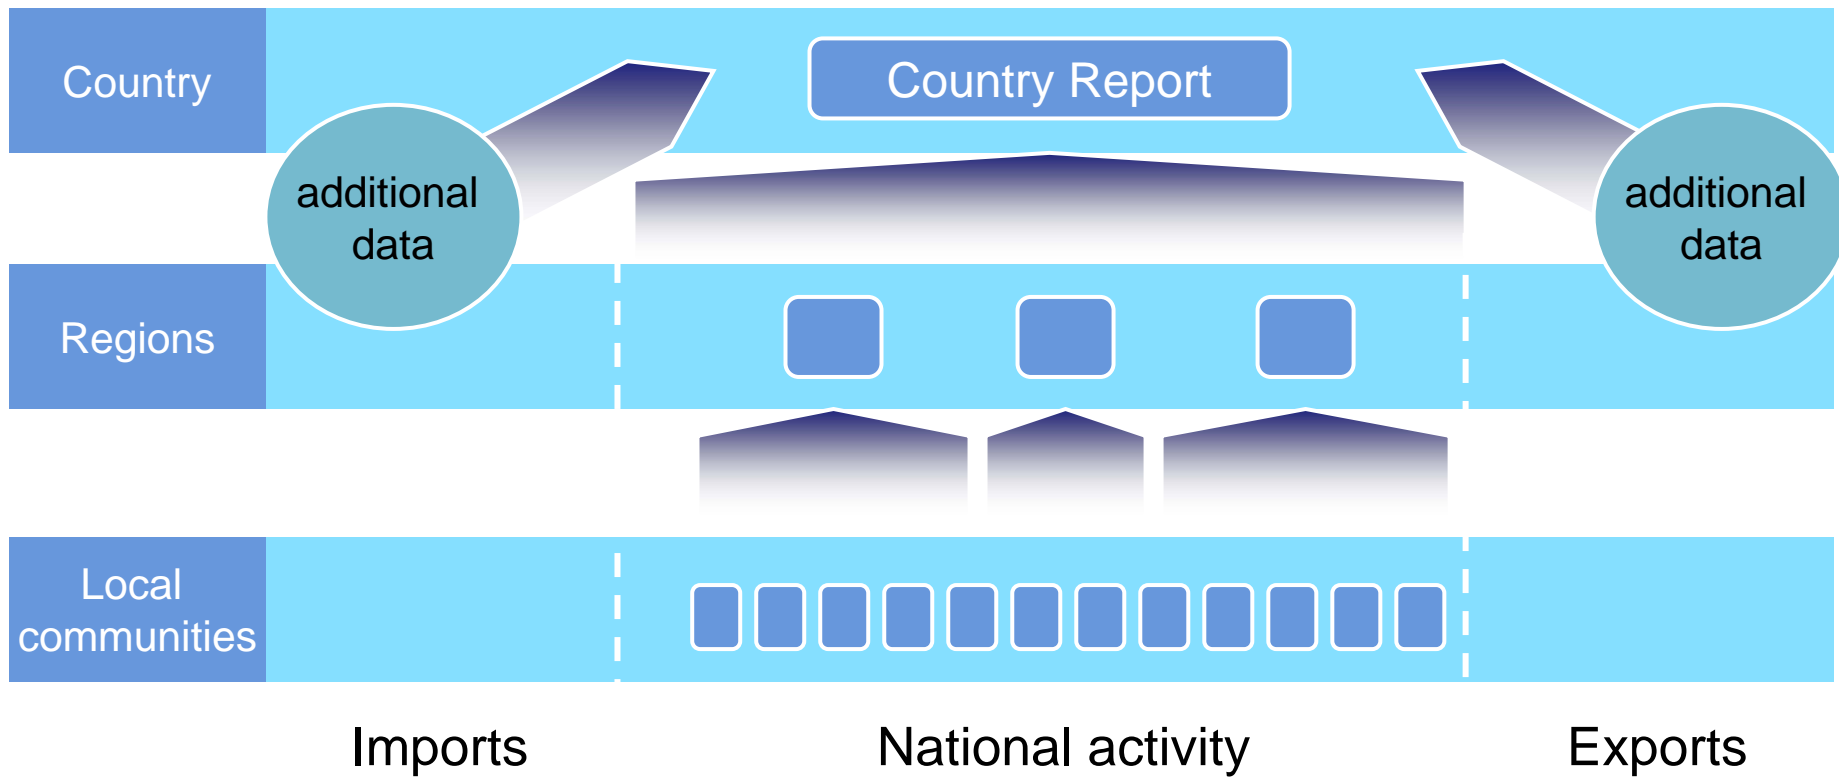 Country
Country Report
additional
data
additional
data
Regions
Local
communities
Imports
National activity
Exports